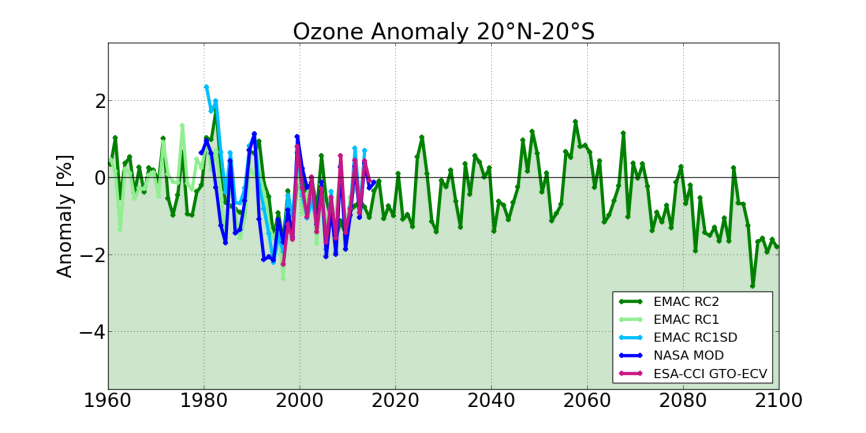 Ozone Anomaly 20°N-20°S
Anomaly [%]
2
0
−2
−4
EMAC RC2
EMAC RC1
EMAC RC1SD
NASA MOD
ESA-CCI GTO-ECV
1960 1980 2000 2020 2040 2060 2080 2100